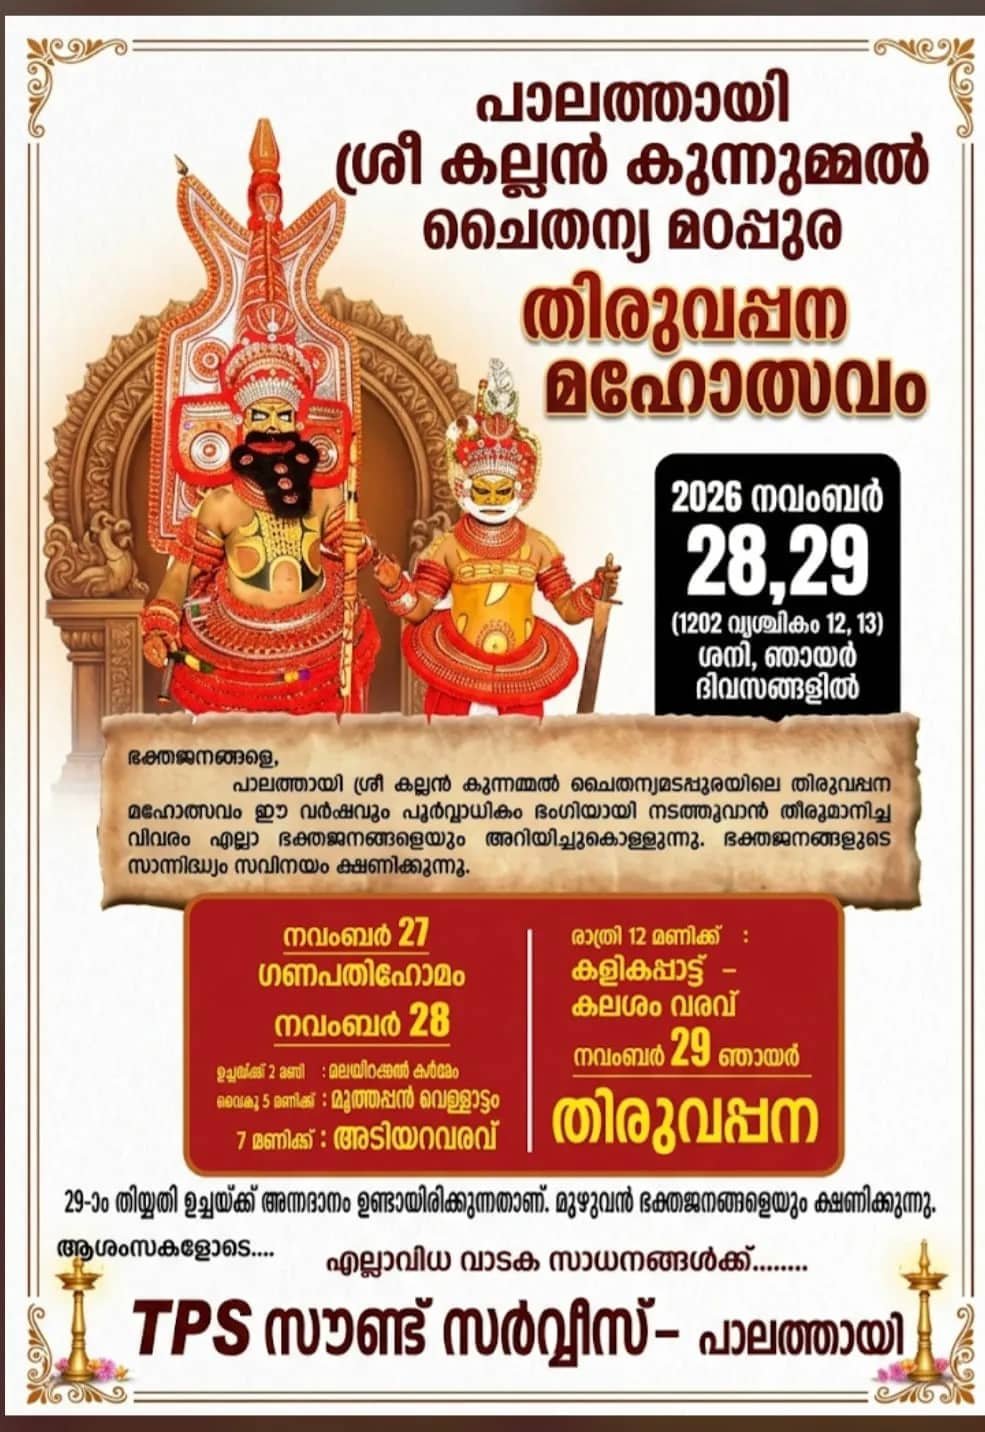 പാലത്തായി
ശ്രീ കല്ലൻ കുന്നുമ്മൽ
ചൈതന്യ മഠപ്പുര
തിരുവപ്പന
മഹോത്സവം
2026 നവംബർ
28,29
(1202 വൃശ്ചികം 12, 13)
ശനി, ഞായർ
ദിവസങ്ങളിൽ
ഭക്തജനങ്ങളെ,
പാലത്തായി ശ്രീ കല്ലൻ കുന്നമ്മൽ ചൈതന്യമടപ്പുരയിലെ തിരുവപ്പന
മഹോത്സവം ഈ വർഷവും പൂർവ്വാധികം ഭംഗിയായി നടത്തുവാൻ തീരുമാനിച്ച
വിവരം എല്ലാ ഭക്തജനങ്ങളെയും അറിയിച്ചുകൊള്ളുന്നു. ഭക്തജനങ്ങളുടെ
സാന്നിദ്ധ്യം സവിനയം ക്ഷണിക്കുന്നൂ.
നവംബർ 27
ഗണപതിഹോമം
നവംബർ 28
ഉച്ചയ്ക്ക് 2 മണി : മലയിറക്കൽ കർമ്മം
വൈകു 5 മണിക്ക് : മുത്തപ്പൻ വെള്ളാട്ടം
7 മണിക്ക് : അടിയറവരവ്
രാത്രി 12 മണിക്ക് :
കളികപ്പാട്ട് –
കലശം വരവ്
നവംബർ 29 ഞായർ
തിരുവപ്പന
29-ാം തിയ്യതി ഉച്ചയ്ക്ക് അന്നദാനം ഉണ്ടായിരിക്കുന്നതാണ്. മുഴുവൻ ഭക്തജനങ്ങളെയും ക്ഷണിക്കുന്നു.
ആശംസകളോടെ....
എല്ലാവിധ വാടക സാധനങ്ങൾക്ക്........
TPS സൗണ്ട് സർവ്വീസ്– പാലത്തായി